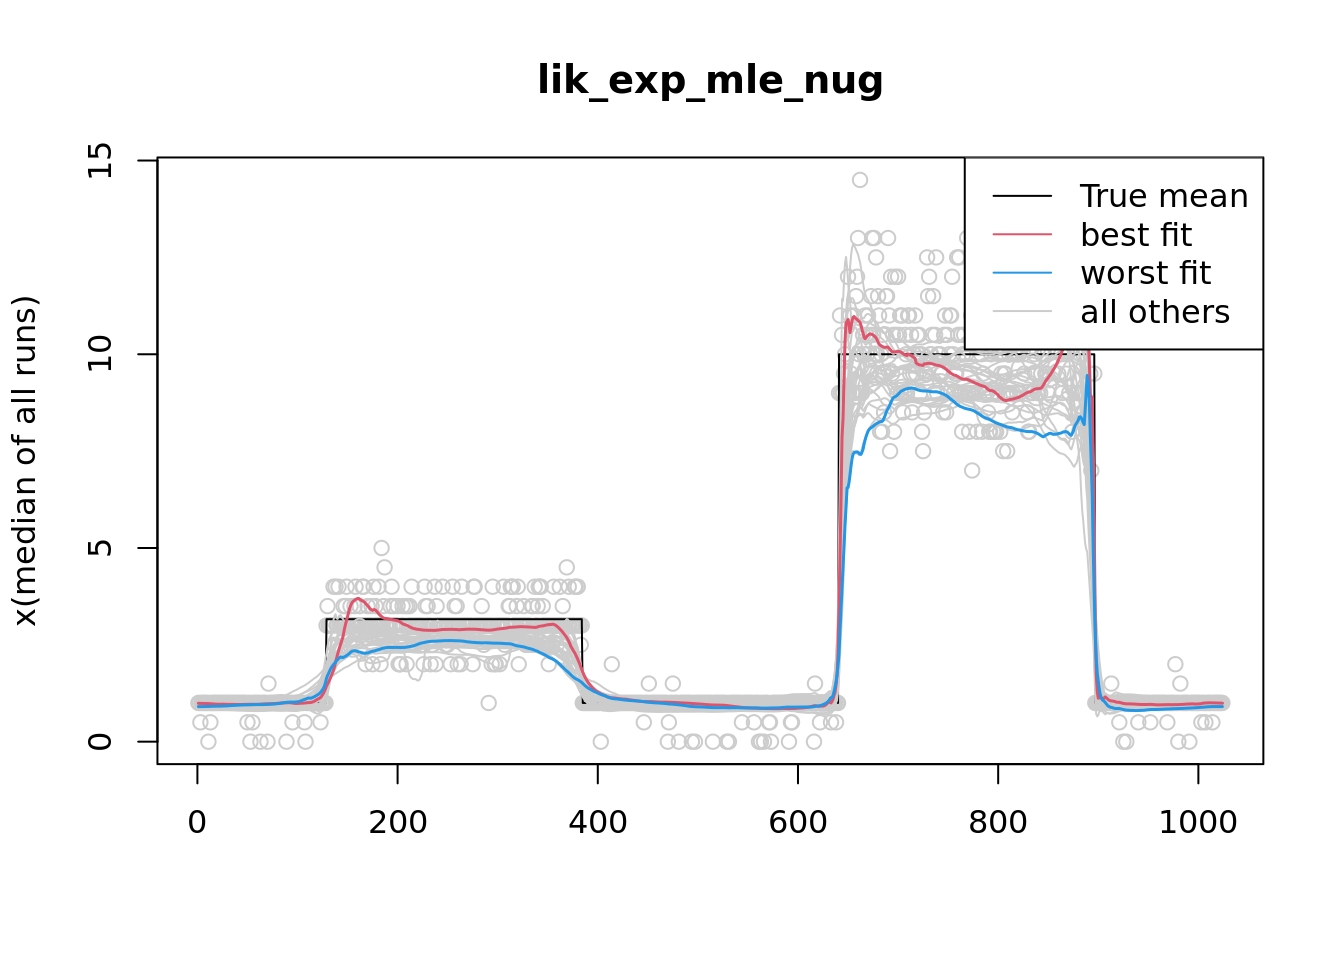 lik_exp_mle_nug
x(median of all runs)
15
10
5
0
True mean
best fit
worst fit
all others
0 200 400 600 800 1000